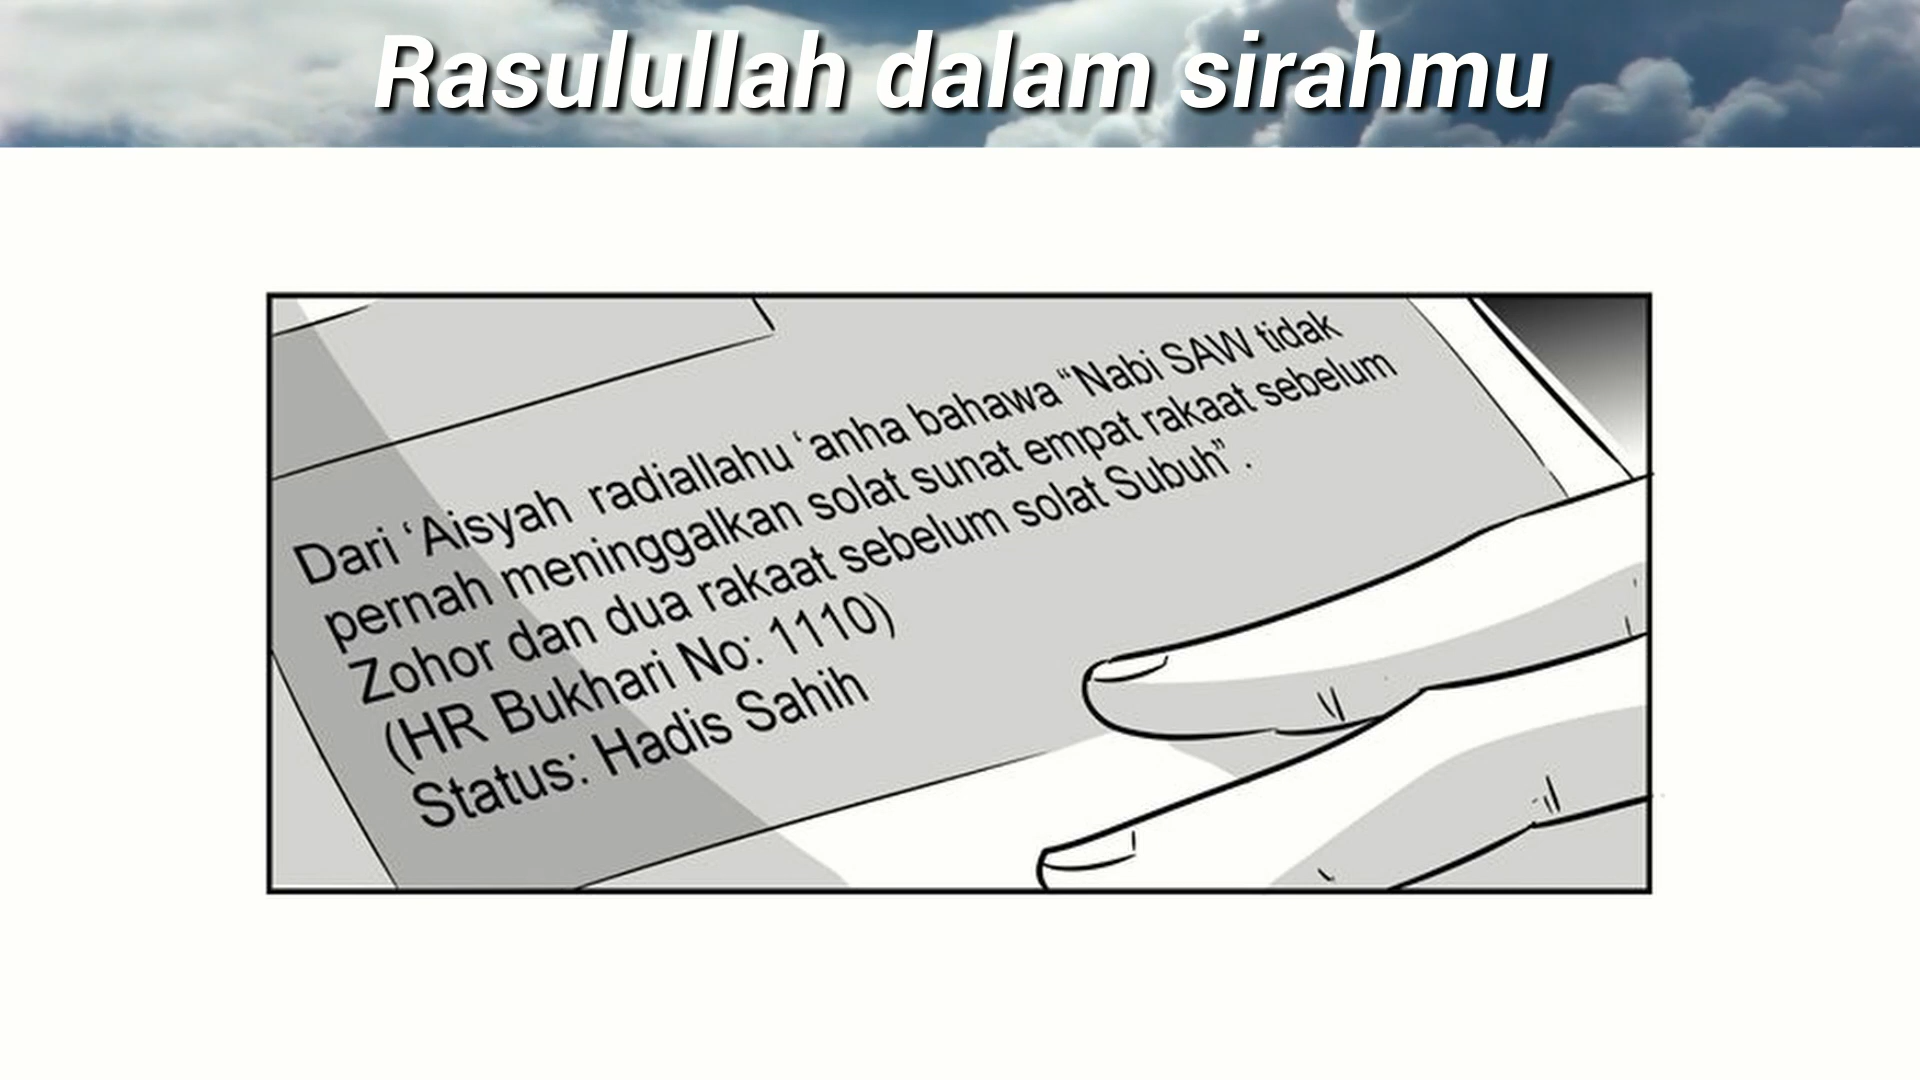 Rasulullah dalam sirahmu
Dari ‘Aisyah radiallahu ‘anha bahawa “Nabi SAW tidak
pernah meninggalkan solat sunat empat rakaat sebelum
Zohor dan dua rakaat sebelum solat Subuh” .
(HR Bukhari No: 1110)
Status: Hadis Sahih